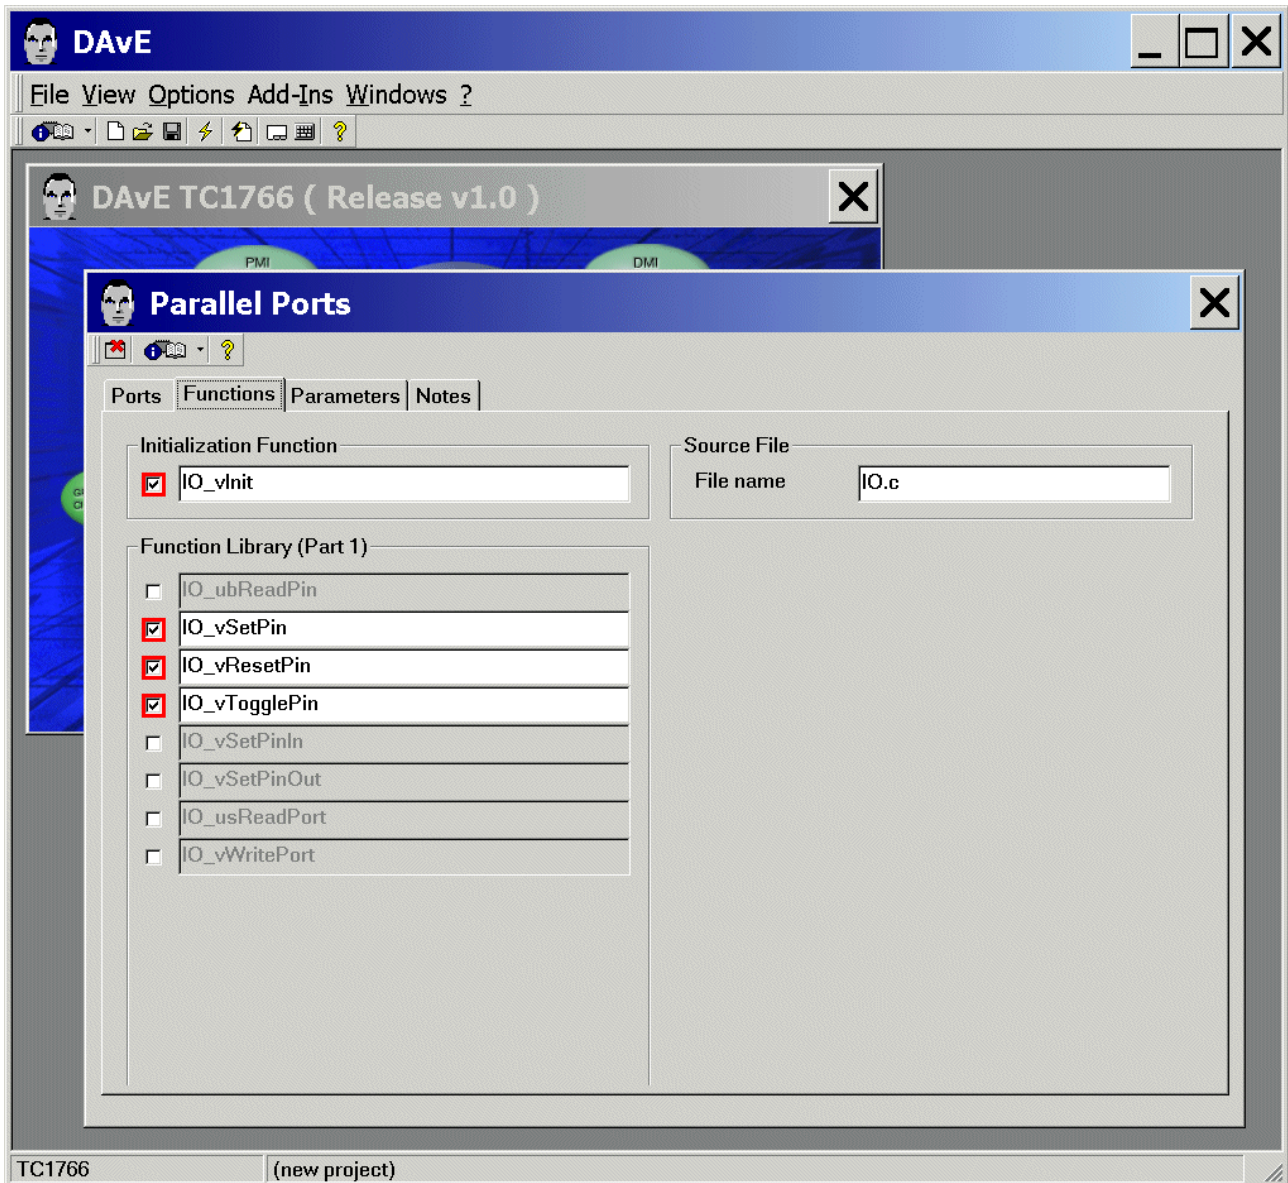 DAvE
File View Options Add-Ins Windows ?
DAvE TC1766 ( Release v1.0 )
PMI
DMI
Parallel Ports
Ports Functions Parameters Notes
Initialization Function
IO_vInit
Source File
File name IO.c
Function Library (Part 1)
IO_ubReadPin
IO_vSetPin
IO_vResetPin
IO_vTogglePin
IO_vSetPinIn
IO_vSetPinOut
IO_usReadPort
IO_vWritePort
TC1766 (new project)